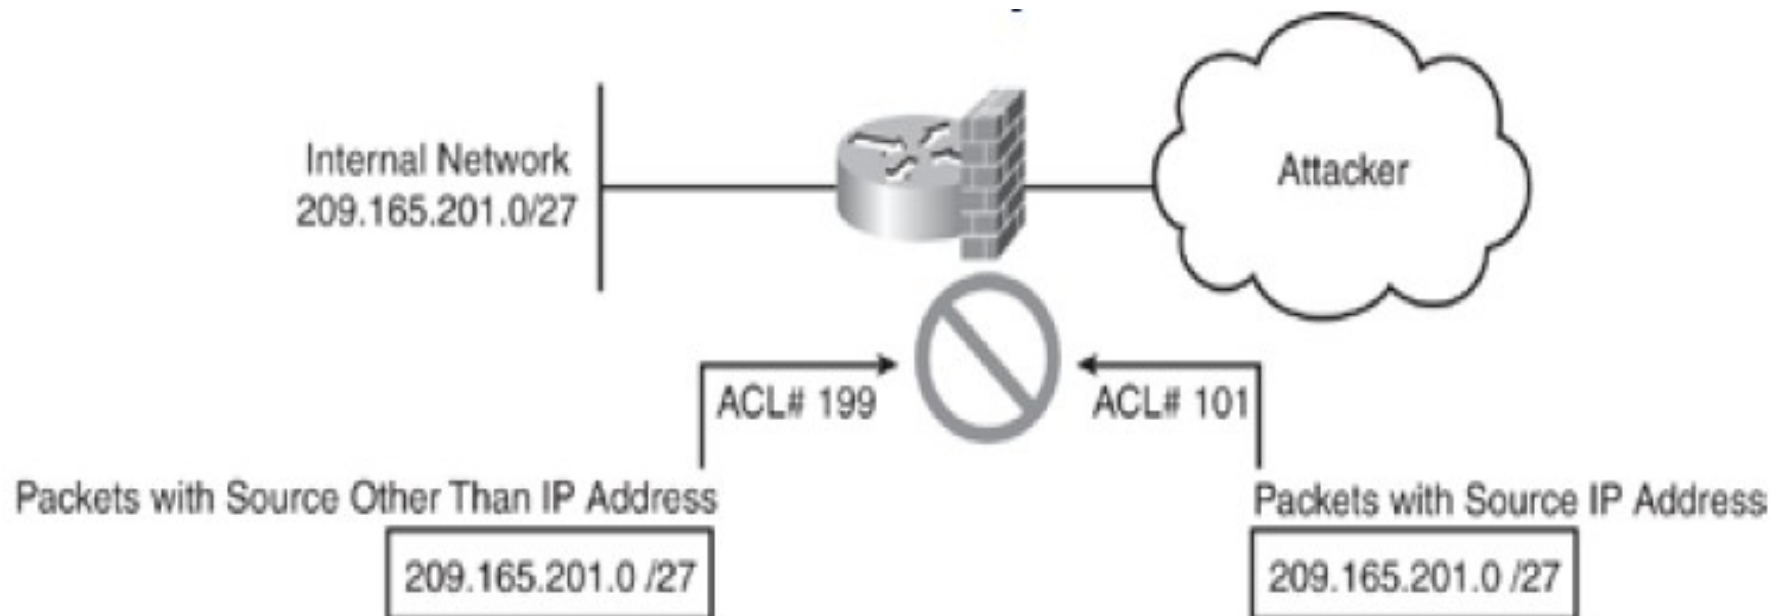 Internal Network
209.165.201.0/27
Attacker
ACL# 199
ACL# 101
Packets with Source Other Than IP Address
209.165.201.0 /27
Packets with Source IP Address
209.165.201.0 /27